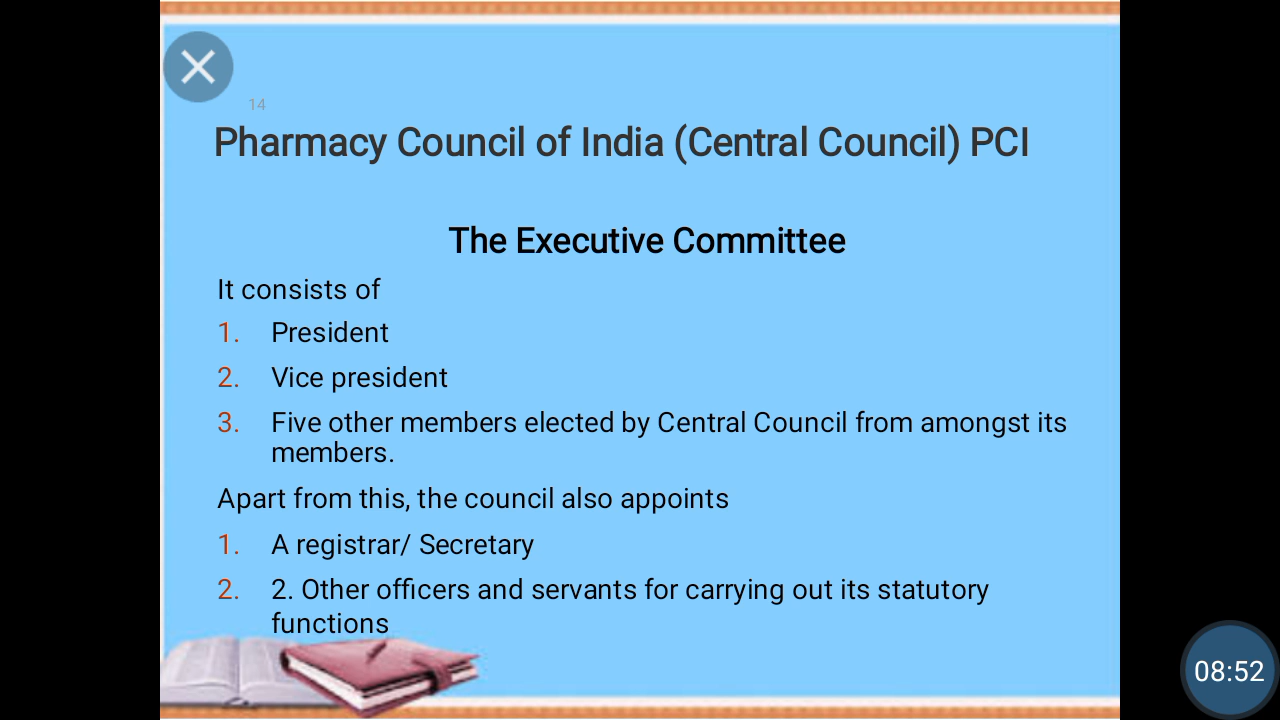 14
Pharmacy Council of India (Central Council) PCI
The Executive Committee
It consists of
1. President
2. Vice president
3. Five other members elected by Central Council from amongst its
members.
Apart from this, the council also appoints
1. A registrar/ Secretary
2. 2. Other officers and servants for carrying out its statutory
functions
08:52